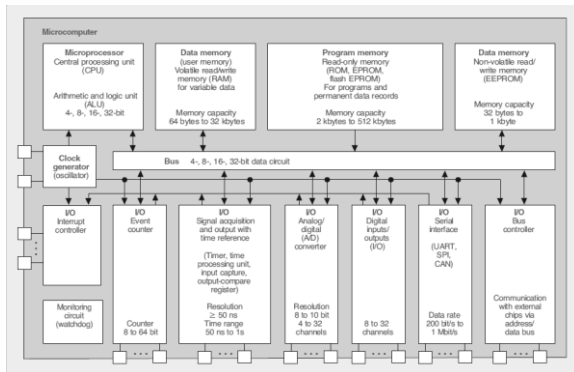 Microcomputer
Microprocessor
Central processing unit
(CPU)
Arithmetic and logic unit
(ALU)
4-, 8-, 16-, 32-bit
Data memory
(user memory)
Volatile read/write
memory (RAM)
for variable data
Memory capacity
64 bytes to 32 kbytes
Program memory
Read-only memory
(ROM, EPROM,
flash EPROM)
For programs and
permanent data records
Memory capacity
2 kbytes to 512 kbytes
Data memory
Non-volatile read/
write memory
(EEPROM)
Memory capacity
32 bytes to
1 kbyte
Clock
generator
(oscillator)
Bus 4-, 8-, 16-, 32-bit data circuit
I/O
Interrupt
controller
Monitoring
circuit
(watchdog)
I/O
Event
counter
Counter
8 to 64 bit
I/O
Signal acquisition
and output with
time reference
(Timer, time
processing unit,
input capture,
output-compare
register)
Resolution
≥ 50 ns
Time range
50 ns to 1s
I/O
Analog/
digital
(A/D)
converter
Resolution
8 to 10 bit
4 to 32
channels
I/O
Digital
inputs/
outputs
(I/O)
8 to 32
channels
I/O
Serial
interface
(UART,
SPI,
CAN)
Data rate
200 bit/s to
1 Mbit/s
I/O
Bus
controller
Communication
with external
chips via
address/
data bus